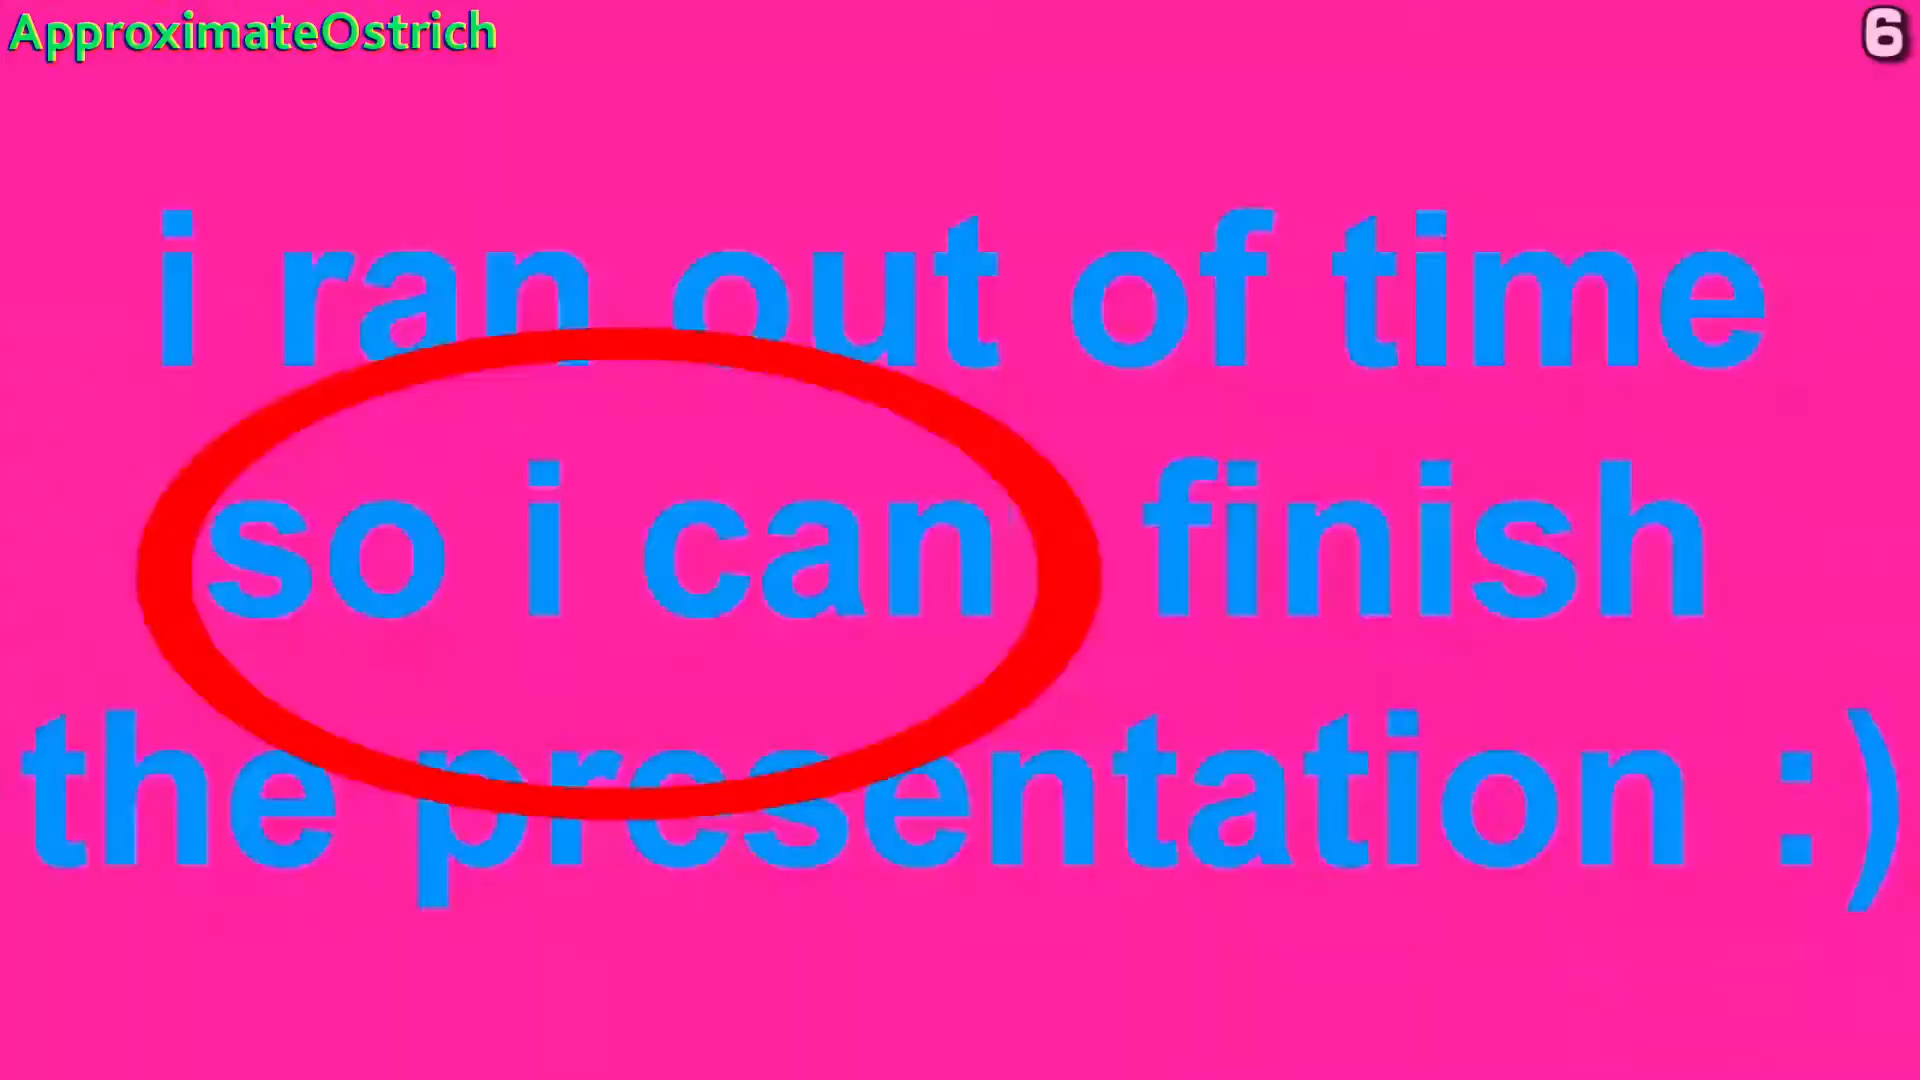 ApproximateOstrich
6
i ran out of time
so i can finish
the presentation :)